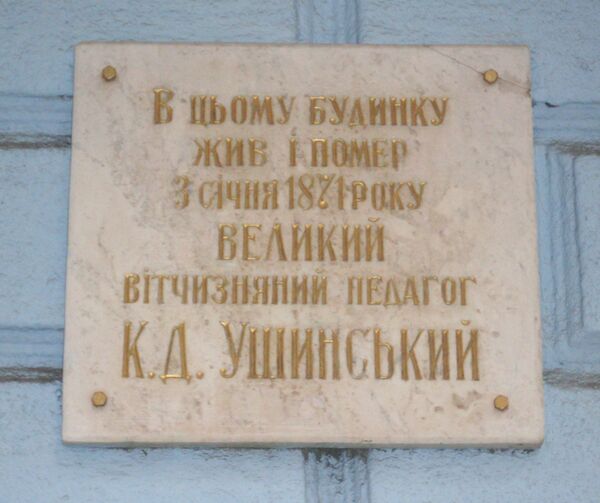 В ЦЬОМУ БУДИНКУ
ЖИВ І ПОМЕР
3 СІЧНЯ 1871 РОКУ
ВЕЛИКИЙ
ВІТЧИЗНЯНИЙ ПЕДАГОГ
К.Д. УШИНСЬКИЙ